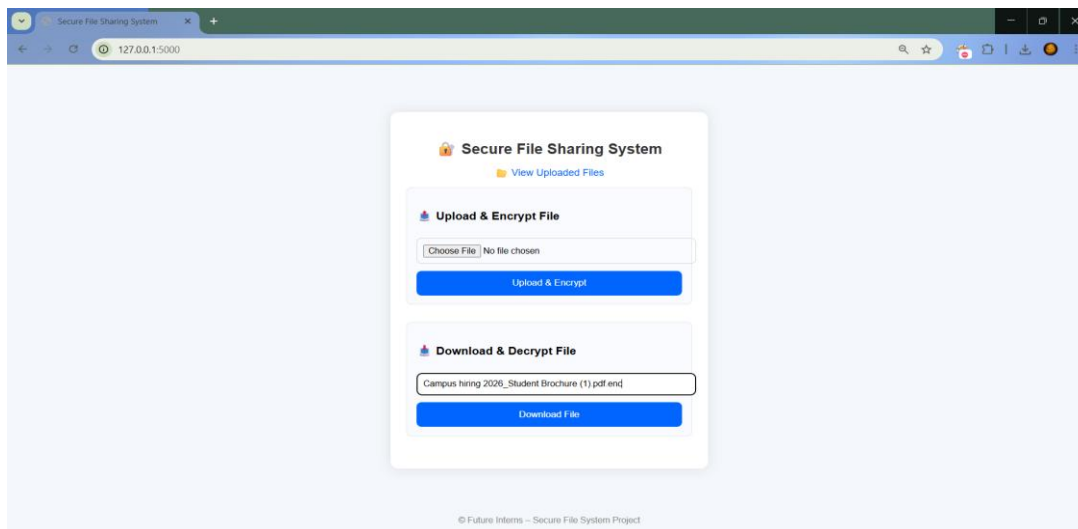 Secure File Sharing System
127.0.0.1:5000
Secure File Sharing System
View Uploaded Files
Upload & Encrypt File
Choose File No file chosen
Upload & Encrypt
Download & Decrypt File
Campus hiring 2026_Student Brochure (1).pdf.enc
Download File
© Future Interns – Secure File System Project